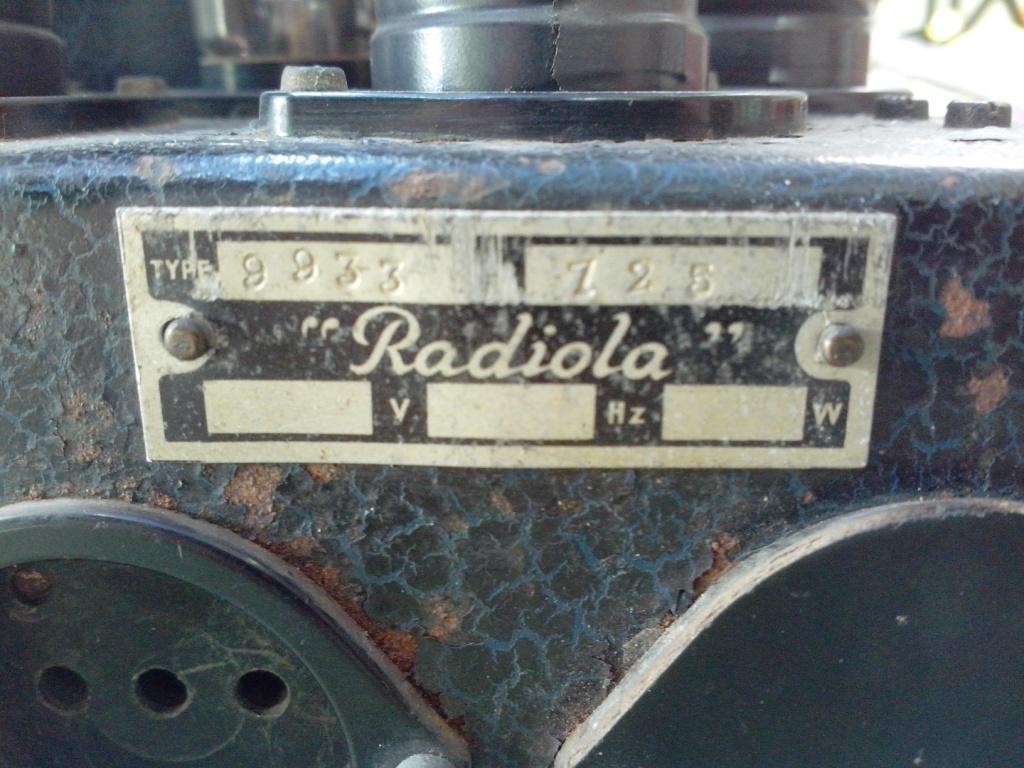 TYPE 9933 725
"Radiola"
V Hz W